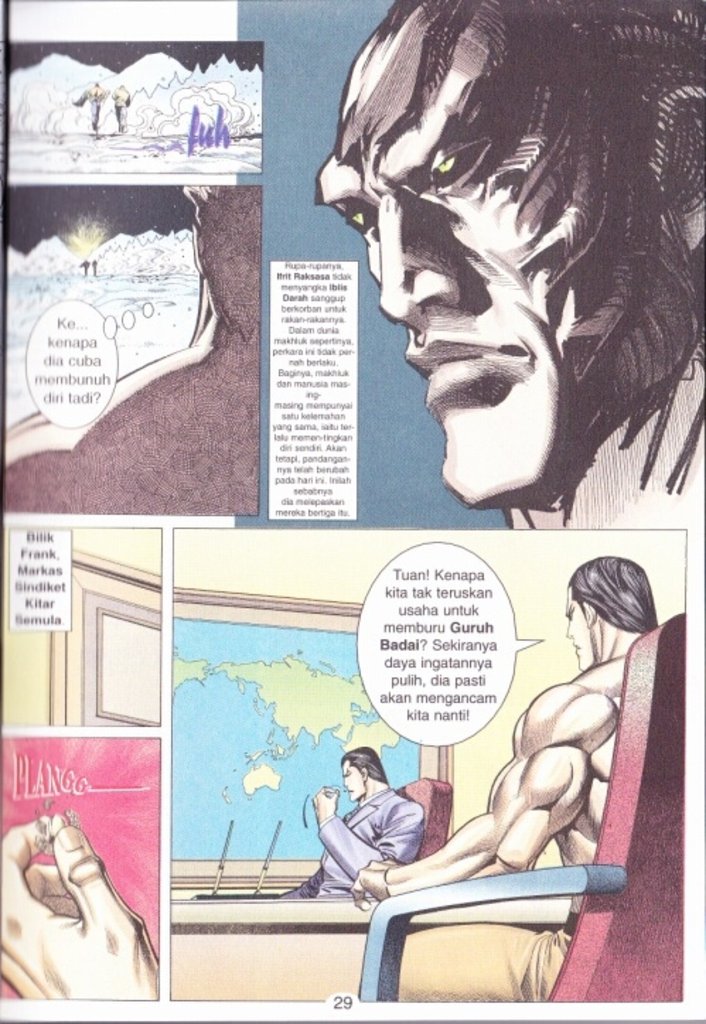 fuh
Ke...
kenapa
dia cuba
membunuh
diri tadi?
Rupa-rupanya,
Ifrit Raksasa tidak
menyangka Iblis
Darah sanggup
berkorban untuk
rakan-rakannya.
Dalam dunia
makhluk sepertinya,
perkara ini tidak per-
nah berlaku.
Baginya, makhluk
dan manusia mas-
ing-
masing mempunyai
satu kelemahan
yang sama, iaitu ter-
lalu memen-tingkan
diri sendiri. Akan
tetapi, pandangan-
nya telah berubah
pada hari ini. Inilah
sebabnya
dia melepaskan
mereka bertiga itu.
Bilik
Frank,
Markas
Sindiket
Kitar
Semula.
Tuan! Kenapa
kita tak teruskan
usaha untuk
memburu Guruh
Badai? Sekiranya
daya ingatannya
pulih, dia pasti
akan mengancam
kita nanti!
PLANGG
29